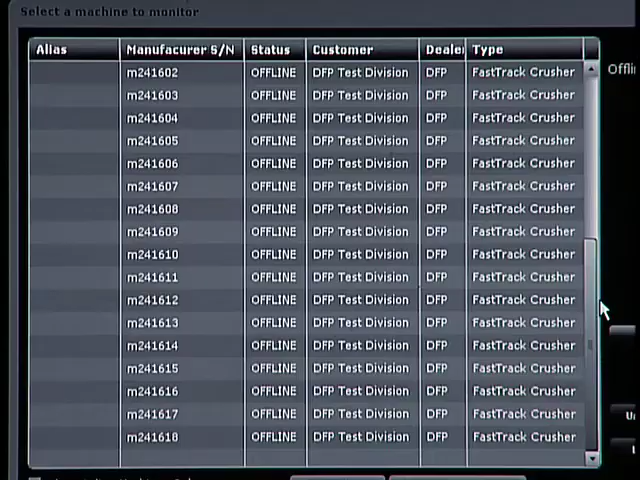 Select a machine to monitor
Alias Manufacurer S/N Status Customer Dealer Type
m241602 OFFLINE DFP Test Division DFP FastTrack Crusher
m241603 OFFLINE DFP Test Division DFP FastTrack Crusher
m241604 OFFLINE DFP Test Division DFP FastTrack Crusher
m241605 OFFLINE DFP Test Division DFP FastTrack Crusher
m241606 OFFLINE DFP Test Division DFP FastTrack Crusher
m241607 OFFLINE DFP Test Division DFP FastTrack Crusher
m241608 OFFLINE DFP Test Division DFP FastTrack Crusher
m241609 OFFLINE DFP Test Division DFP FastTrack Crusher
m241610 OFFLINE DFP Test Division DFP FastTrack Crusher
m241611 OFFLINE DFP Test Division DFP FastTrack Crusher
m241612 OFFLINE DFP Test Division DFP FastTrack Crusher
m241613 OFFLINE DFP Test Division DFP FastTrack Crusher
m241614 OFFLINE DFP Test Division DFP FastTrack Crusher
m241615 OFFLINE DFP Test Division DFP FastTrack Crusher
m241616 OFFLINE DFP Test Division DFP FastTrack Crusher
m241617 OFFLINE DFP Test Division DFP FastTrack Crusher
m241618 OFFLINE DFP Test Division DFP FastTrack Crusher